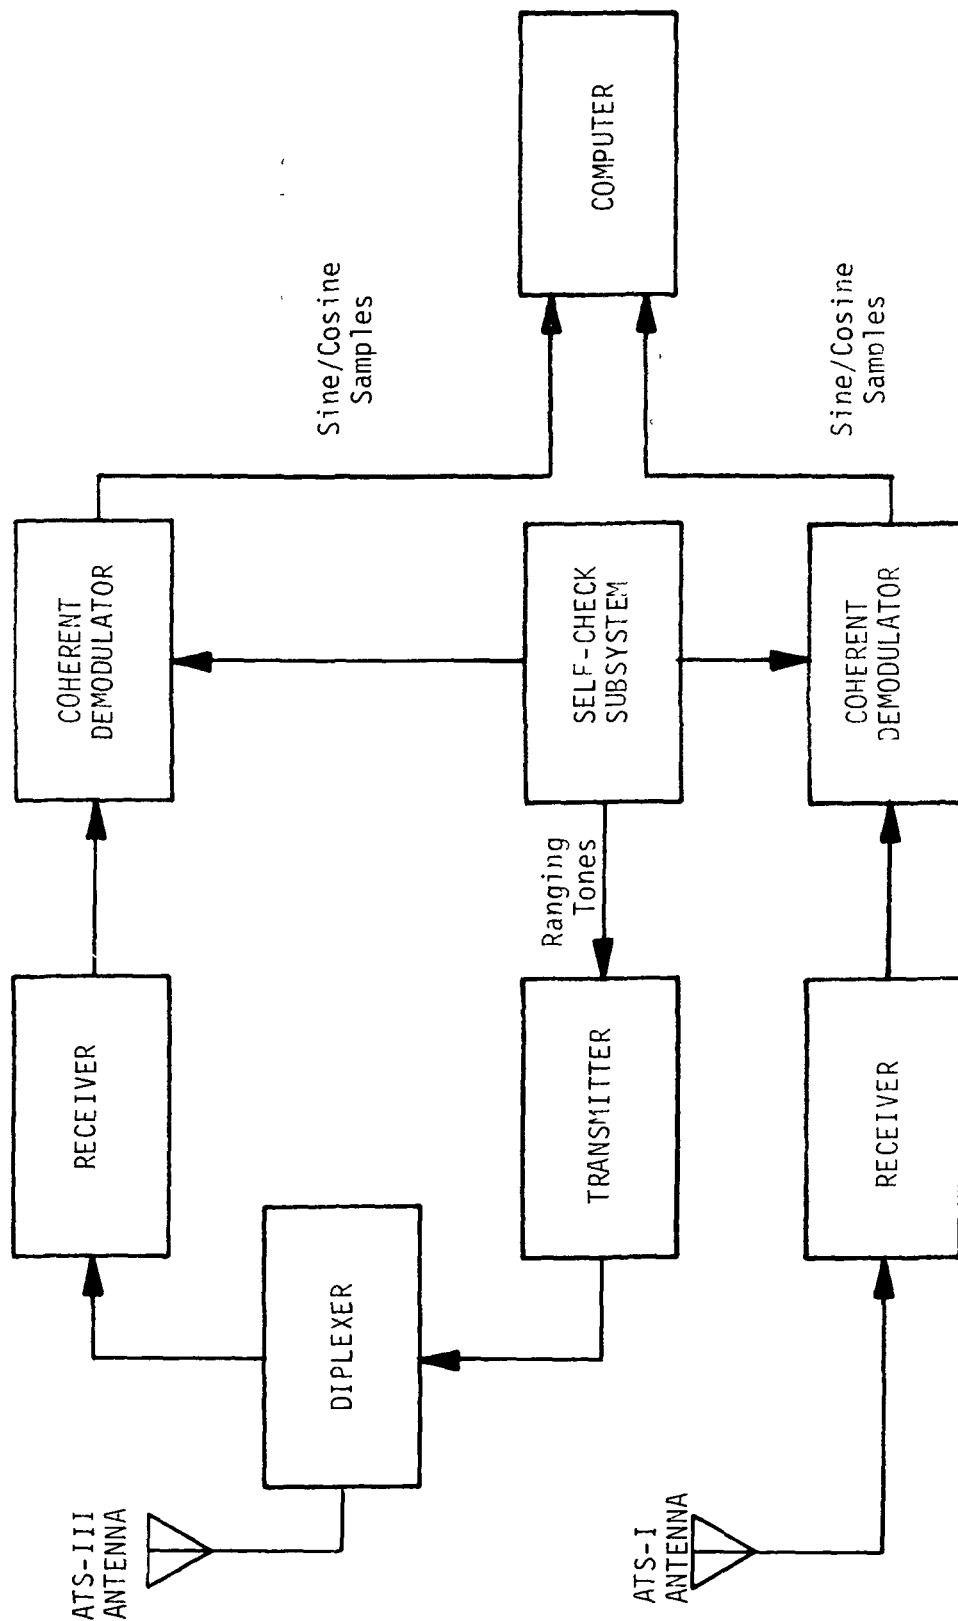 ATS-III
ANTENNA
DIPLEXER
RECEIVER
COHERENT
DEMODULATOR
Sine/Cosine
Samples
TRANSMITTER
Ranging
Tones
SELF-CHECK
SUBSYSTEM
COMPUTER
ATS-I
ANTENNA
RECEIVER
COHERENT
DEMODULATOR
Sine/Cosine
Samples